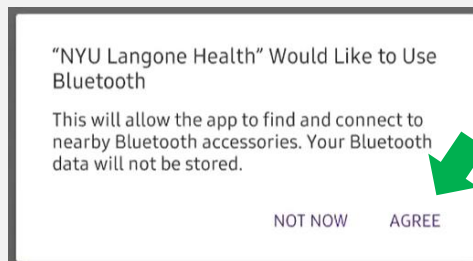 “NYU Langone Health” Would Like to Use
Bluetooth
This will allow the app to find and connect to
nearby Bluetooth accessories. Your Bluetooth
data will not be stored.
NOT NOW AGREE